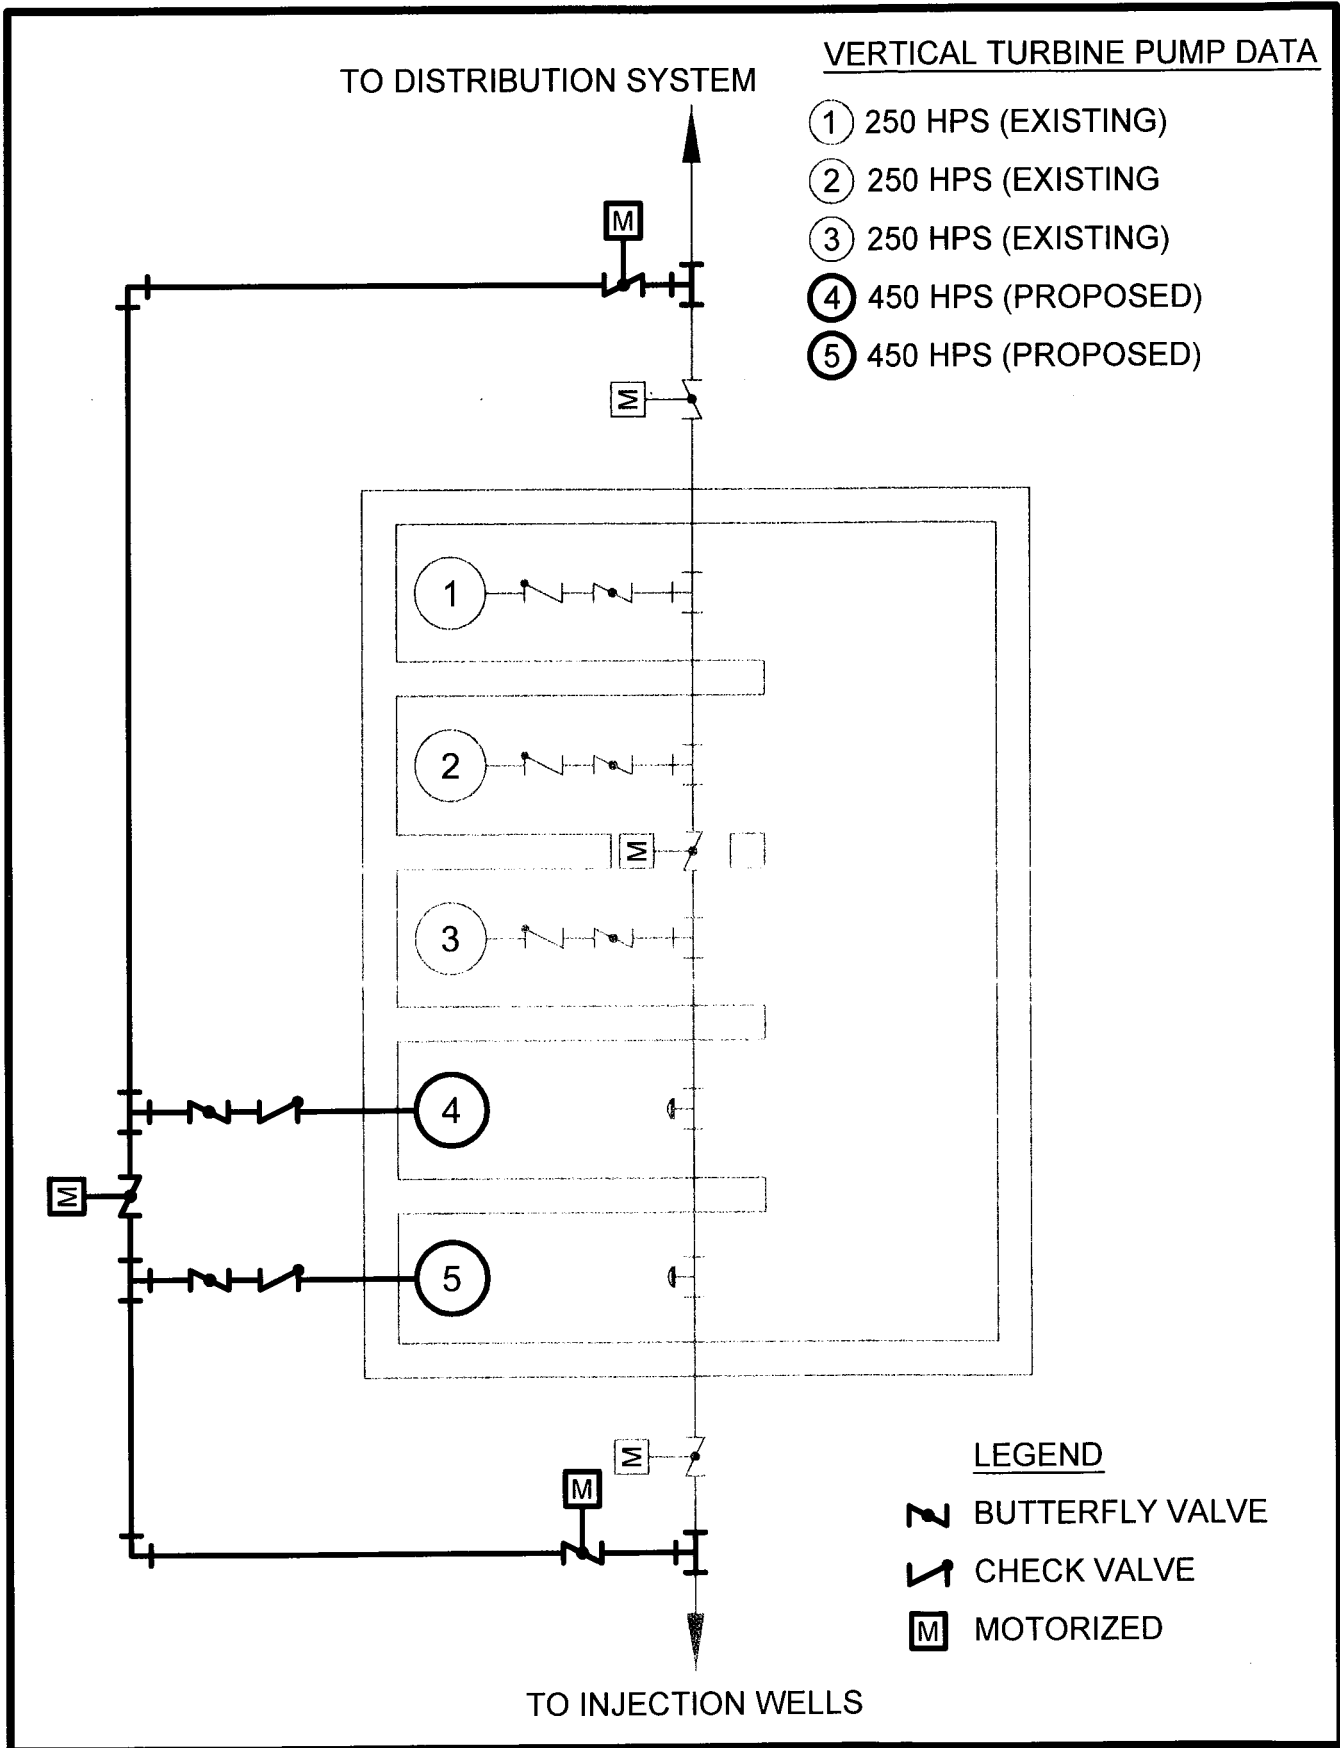 VERTICAL TURBINE PUMP DATA
TO DISTRIBUTION SYSTEM
1 250 HPS (EXISTING)
2 250 HPS (EXISTING
3 250 HPS (EXISTING)
4 450 HPS (PROPOSED)
5 450 HPS (PROPOSED)
M
M
1
2
M
3
4
M
5
M
M
LEGEND
BUTTERFLY VALVE
CHECK VALVE
M MOTORIZED
TO INJECTION WELLS